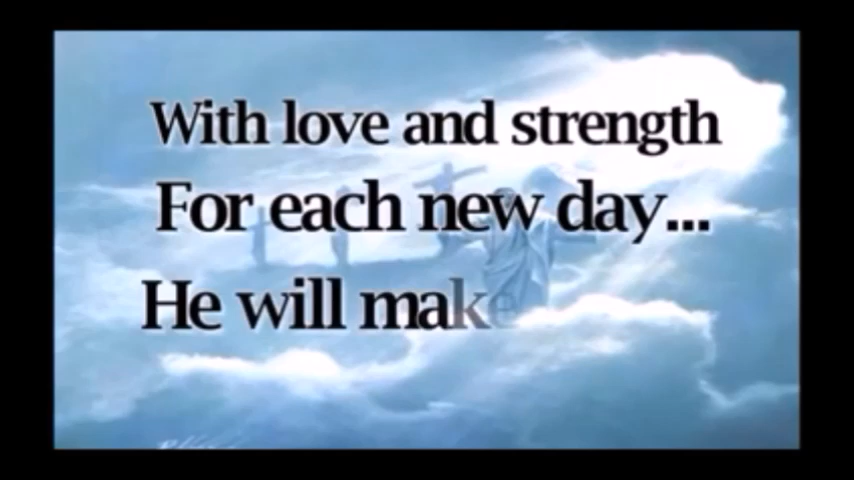 With love and strength
For each new day...
He will make